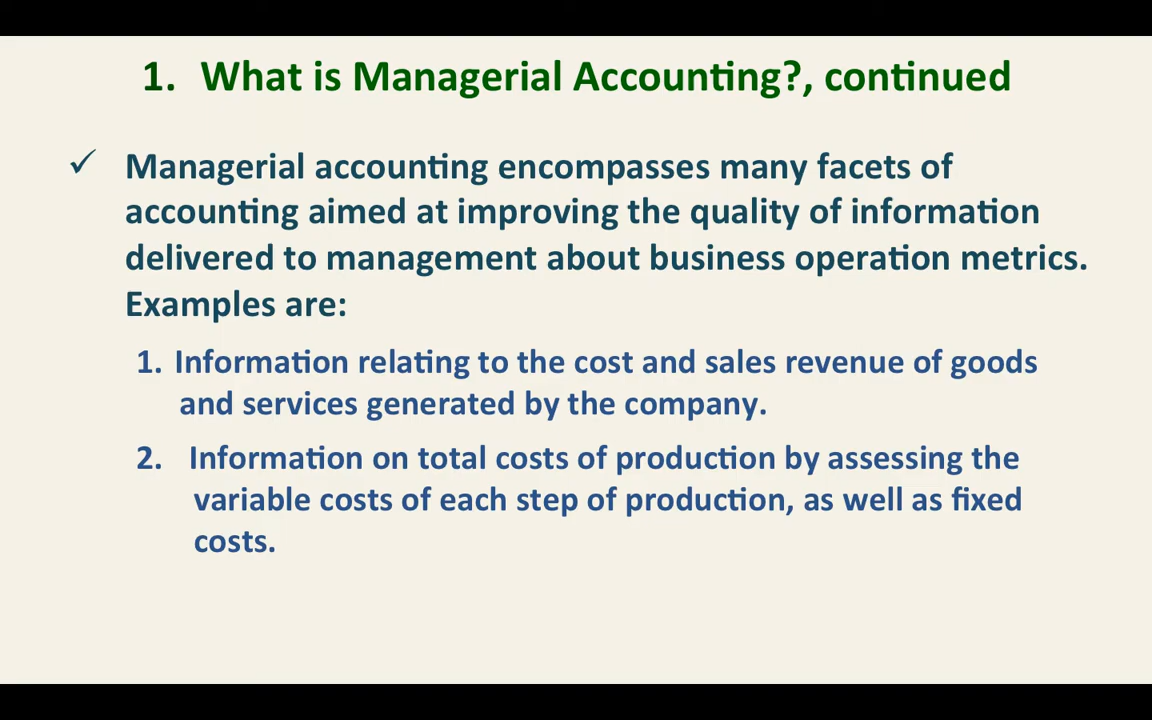 1. What is Managerial Accounting?, continued
✓ Managerial accounting encompasses many facets of
accounting aimed at improving the quality of information
delivered to management about business operation metrics.
Examples are:
1. Information relating to the cost and sales revenue of goods
and services generated by the company.
2. Information on total costs of production by assessing the
variable costs of each step of production, as well as fixed
costs.